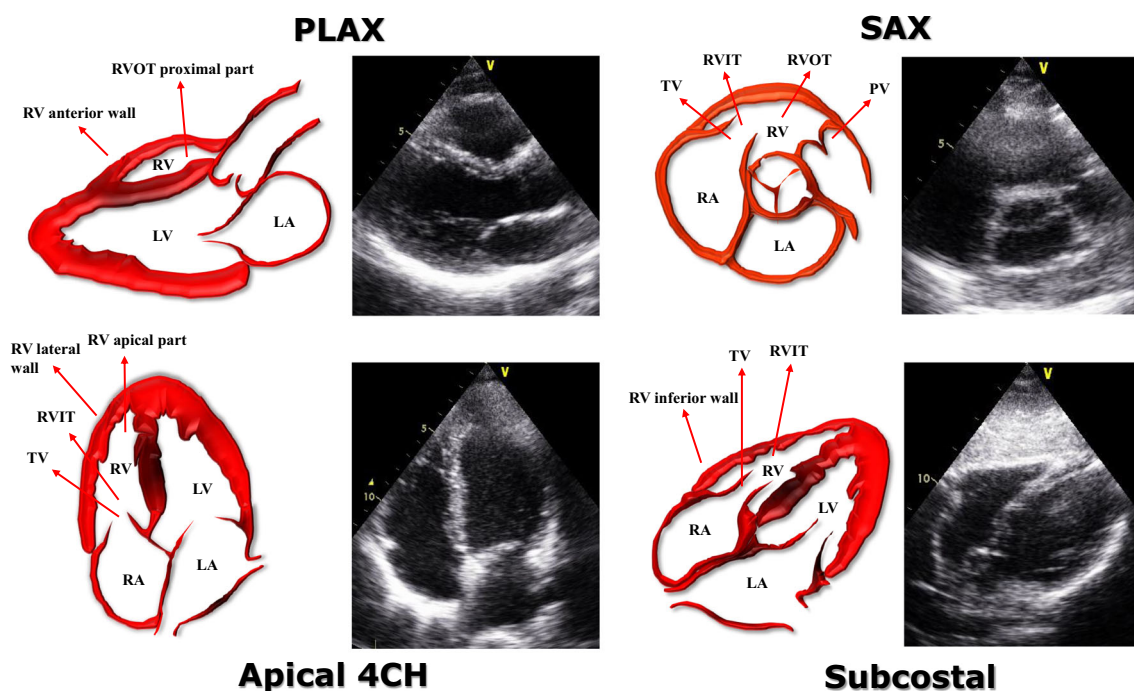 PLAX
RVOT proximal part
RV anterior wall
RV
LV
LA
V
5
SAX
RVIT
RVOT
TV
PV
RV
RA
LA
V
5
RV apical part
RV lateral
wall
RVIT
TV
RV
LV
RA
LA
V
5
10
Apical 4CH
TV
RVIT
RV inferior wall
RV
LV
RA
LA
V
10
Subcostal